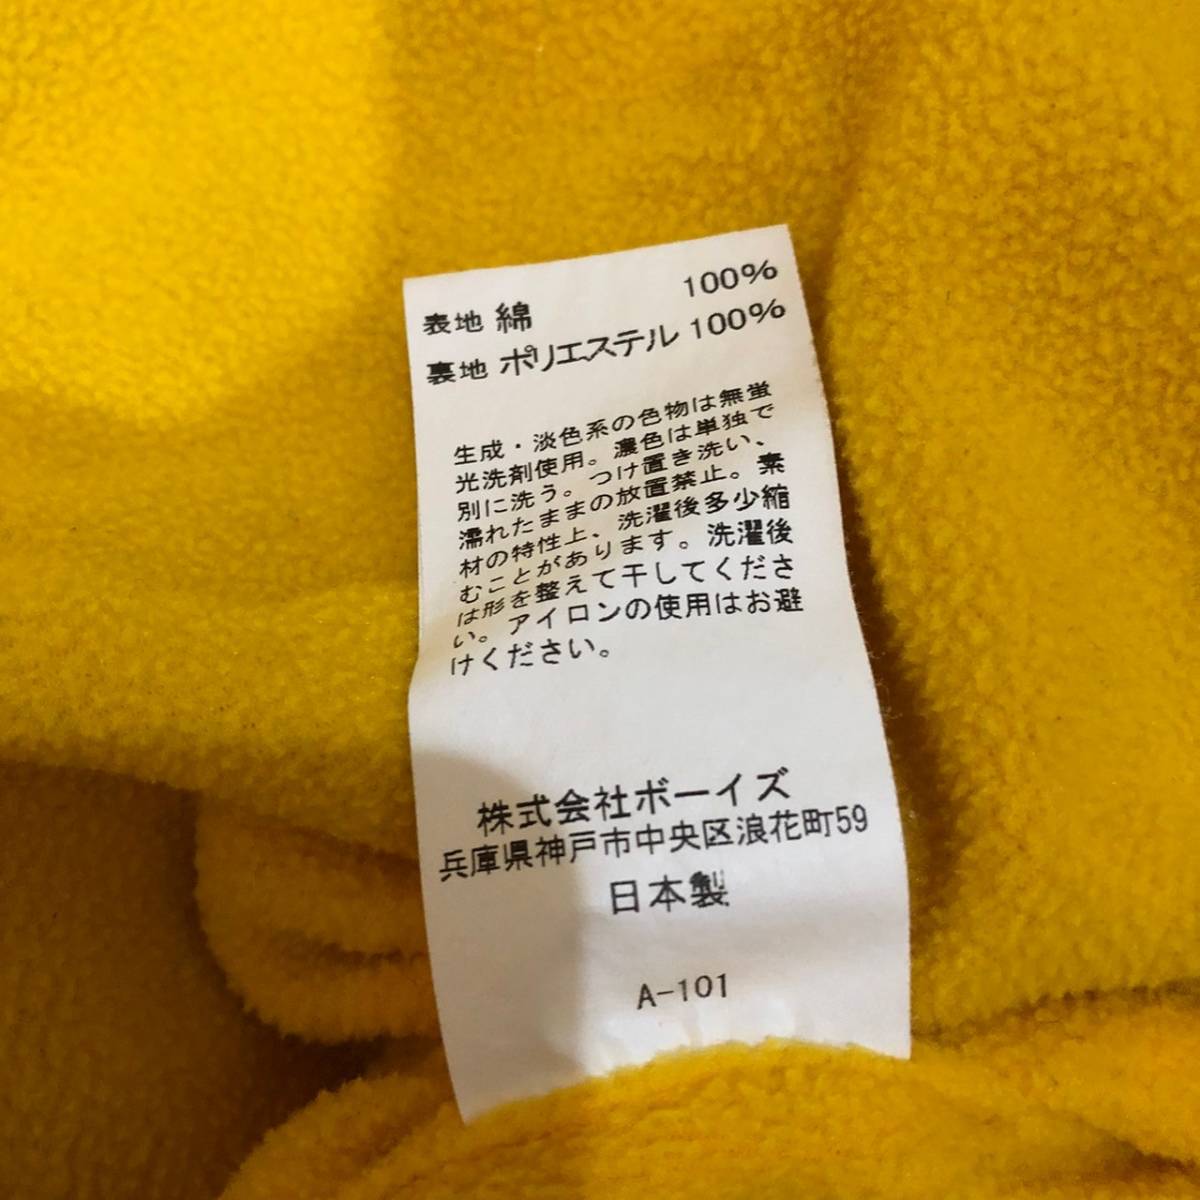 表地 綿 100%
裏地 ポリエステル 100%
生成・淡色系の色物は無蛍
光洗剤使用。濃色は単独で
別に洗う。つけ置き洗い、
濡れたままの放置禁止。素
材の特性上、洗濯後多少縮
むことがあります。洗濯後
は形を整えて干してくださ
い。アイロンの使用はお避
けください。
株式会社ボーイズ
兵庫県神戸市中央区浪花町59
日本製
A-101